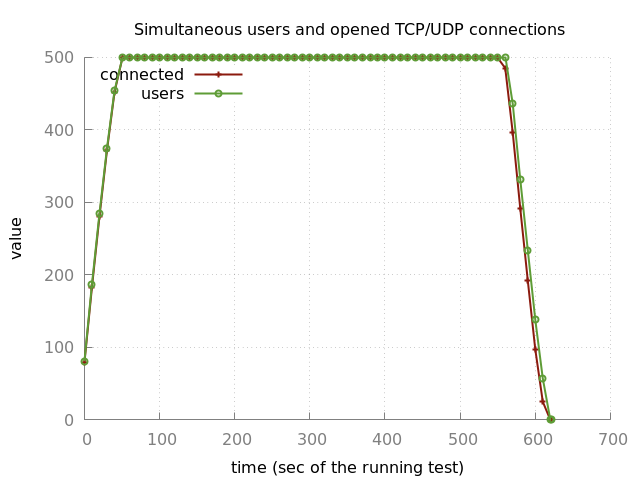 Simultaneous users and opened TCP/UDP connections
500
connected
users
400
300
value
200
100
0
0 100 200 300 400 500 600 700
time (sec of the running test)